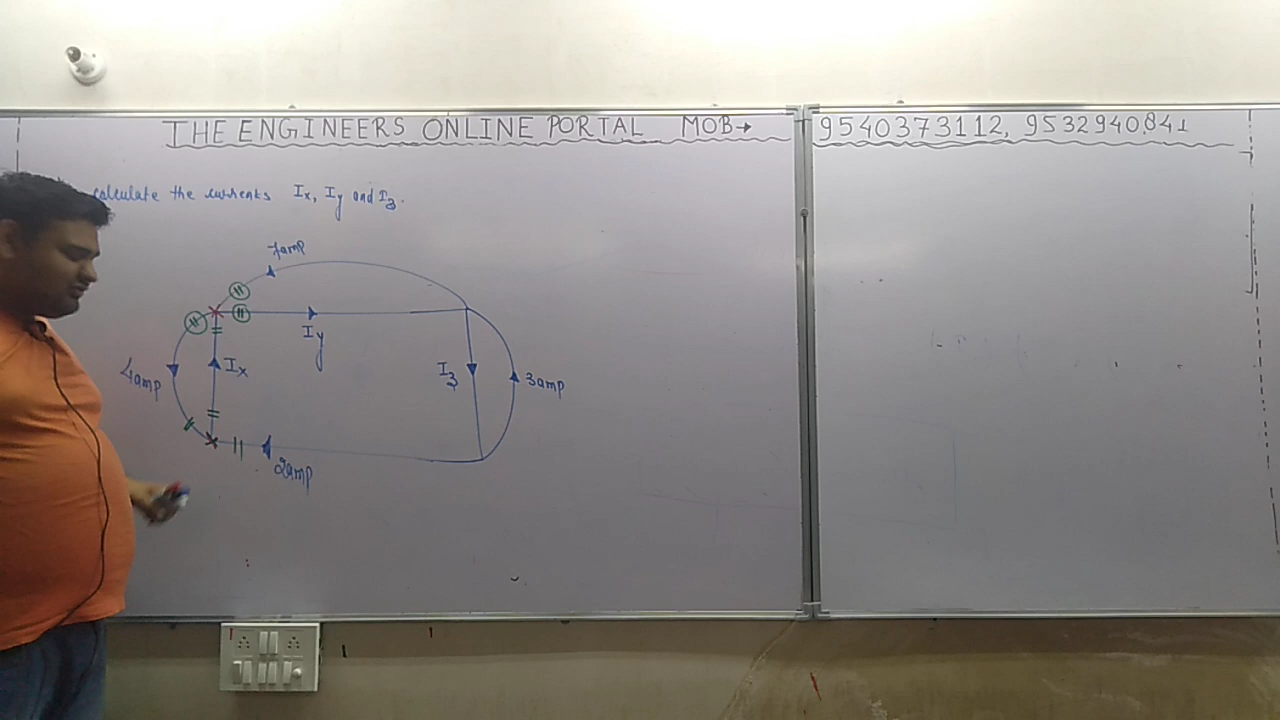 THE ENGINEERS ONLINE PORTAL MOB→ 9540373112, 9532940841
calculate the currents Ix, Iy and I3.
7amp
Iy
4amp
Ix
I3
3amp
2amp